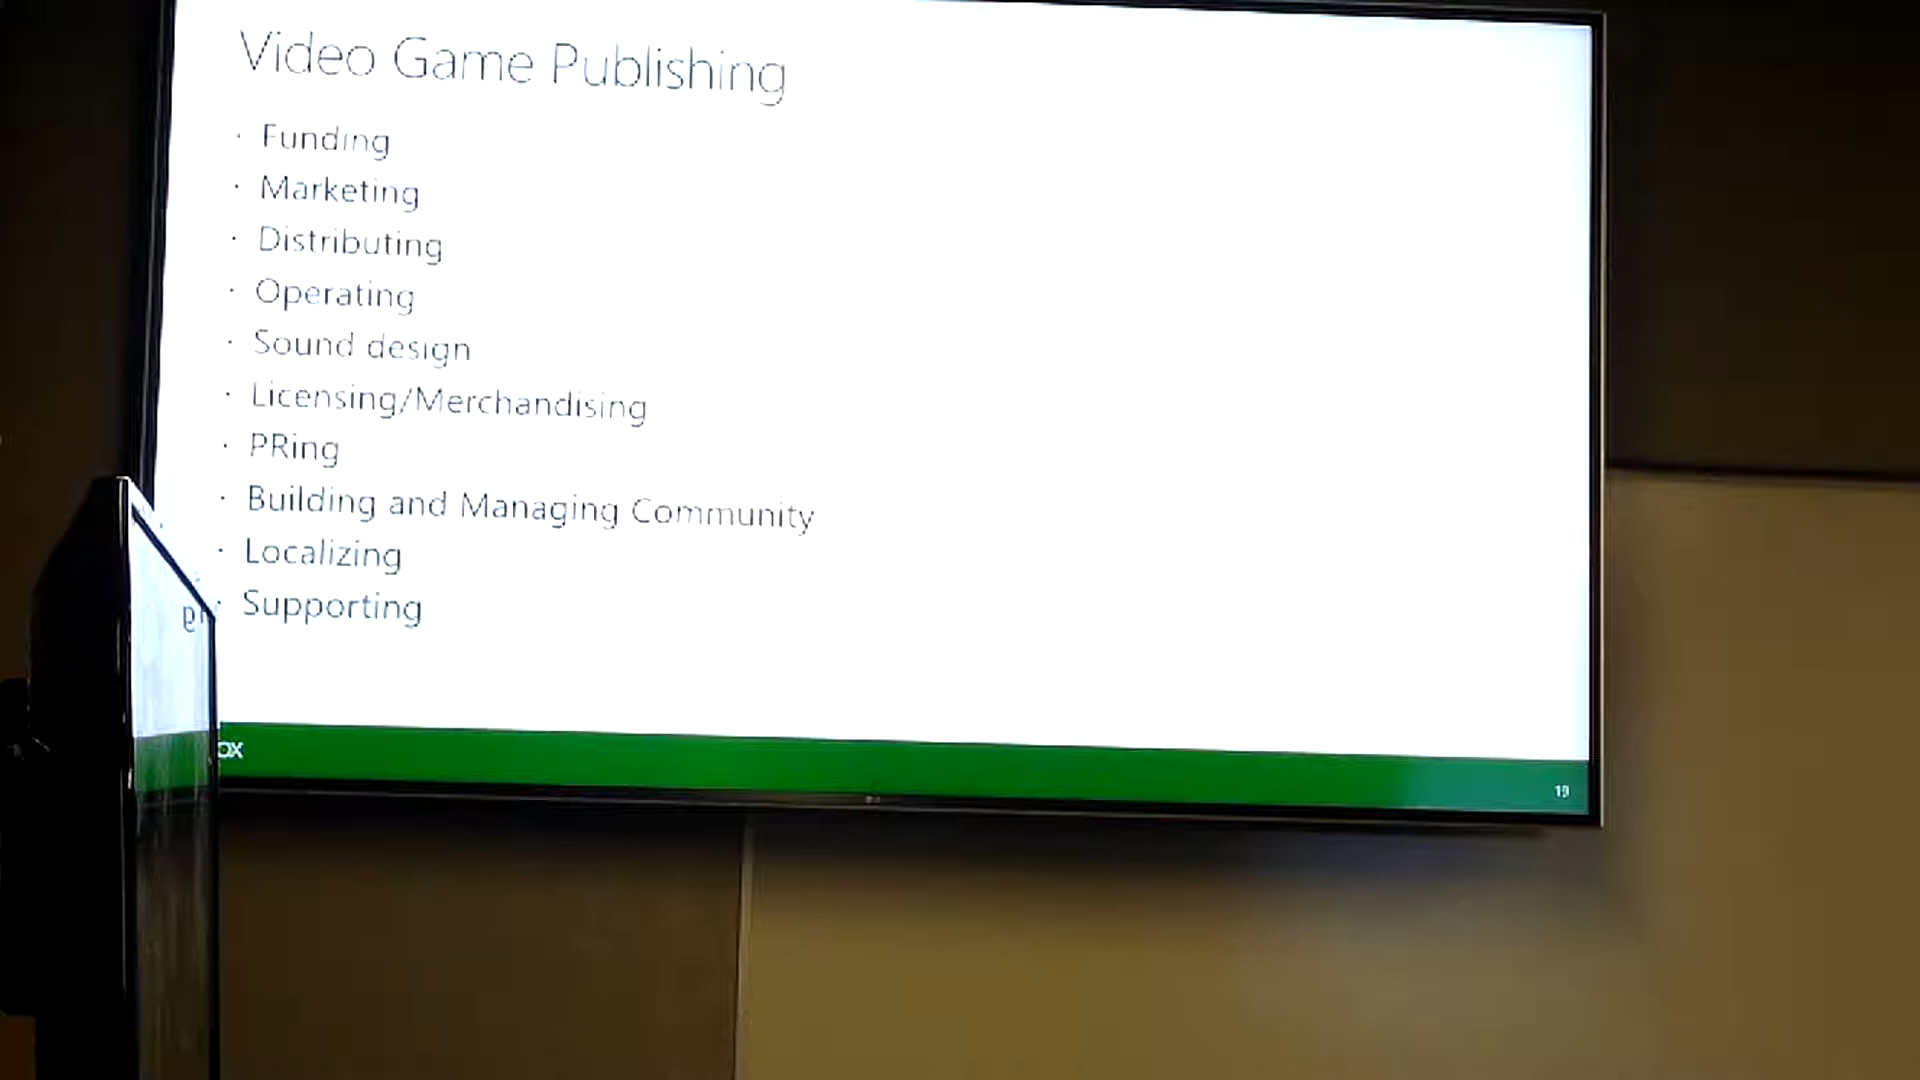 Video Game Publishing
· Funding
· Marketing
· Distributing
· Operating
· Sound design
· Licensing/Merchandising
· PRing
· Building and Managing Community
· Localizing
· Supporting
OX
19